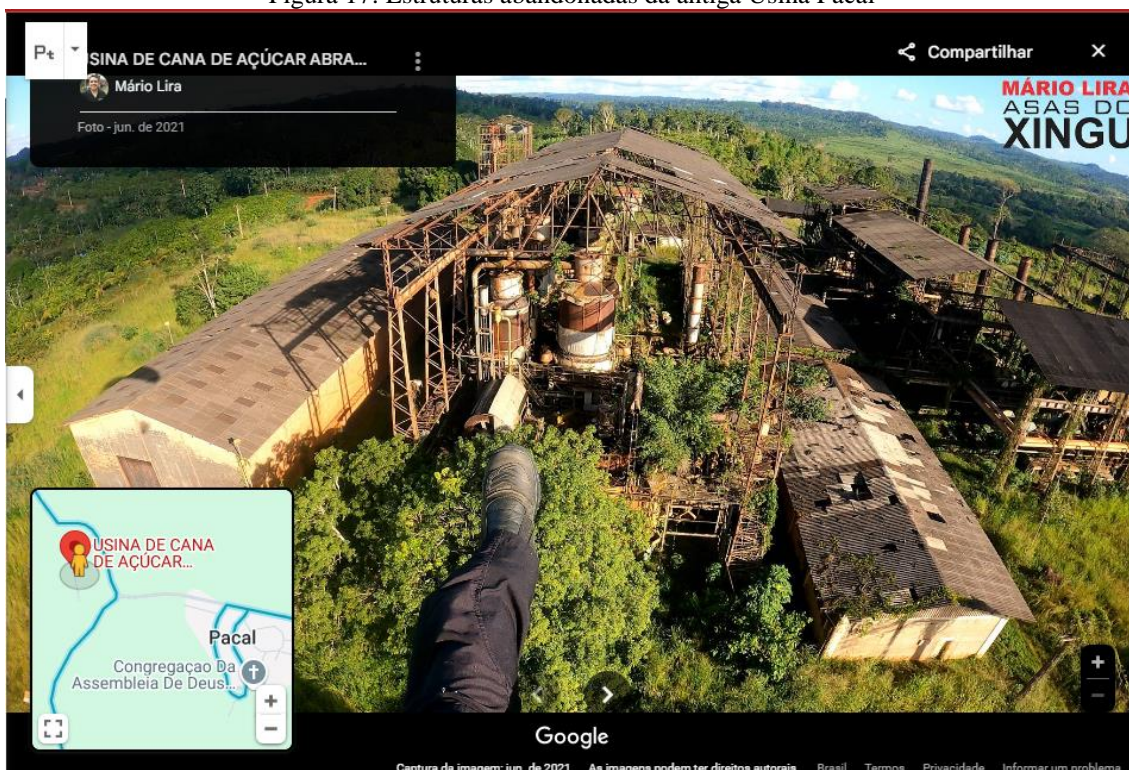 Figura 17: Estruturas abandonadas da antiga Usina Pacal
Pt
USINA DE CANA DE AÇÚCAR ABRA...
Mário Lira
Foto - jun. de 2021
Compartilhar
MÁRIO LIRA
ASAS DO
XINGU
USINA DE CANA
DE AÇÚCAR...
Pacal
Congregaçao Da
Assembleia De Deus...
Google
Captura da imagem: jun. de 2021 As imagens podem ter direitos autorais. Brasil Termos Privacidade Informar um problema